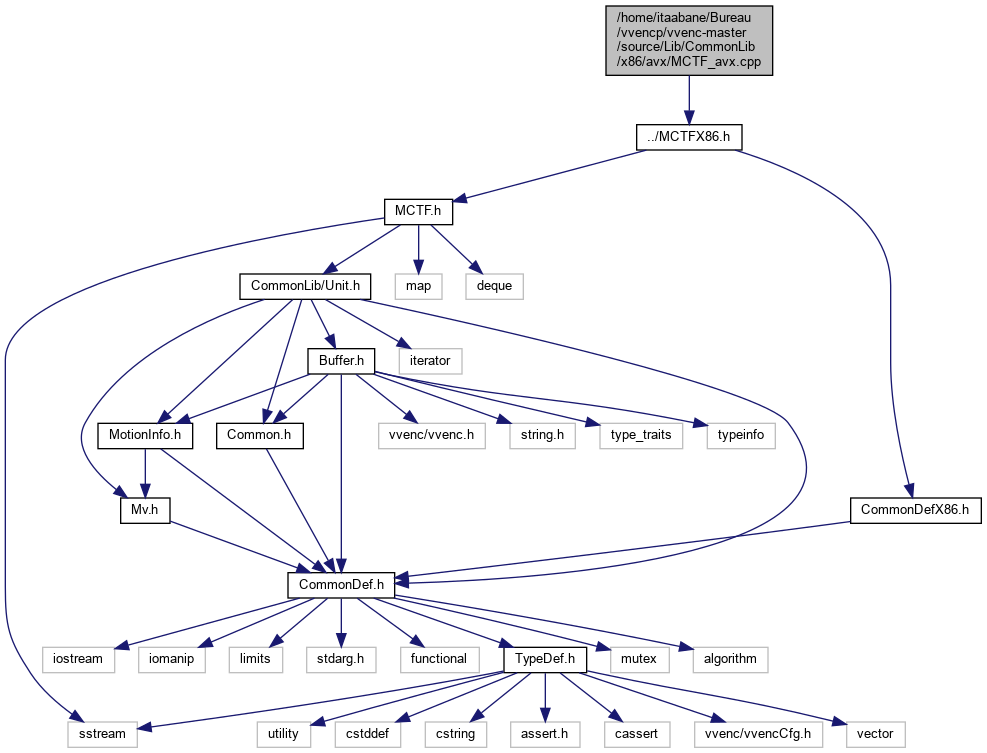 /home/itaabane/Bureau
/vvencp/vvenc-master
/source/Lib/CommonLib
/x86/avx/MCTF_avx.cpp
../MCTFX86.h
MCTF.h
CommonLib/Unit.h
map
deque
Buffer.h
iterator
MotionInfo.h
Common.h
vvenc/vvenc.h
string.h
type_traits
typeinfo
Mv.h
CommonDefX86.h
CommonDef.h
iostream
iomanip
limits
stdarg.h
functional
TypeDef.h
mutex
algorithm
sstream
utility
cstddef
cstring
assert.h
cassert
vvenc/vvencCfg.h
vector